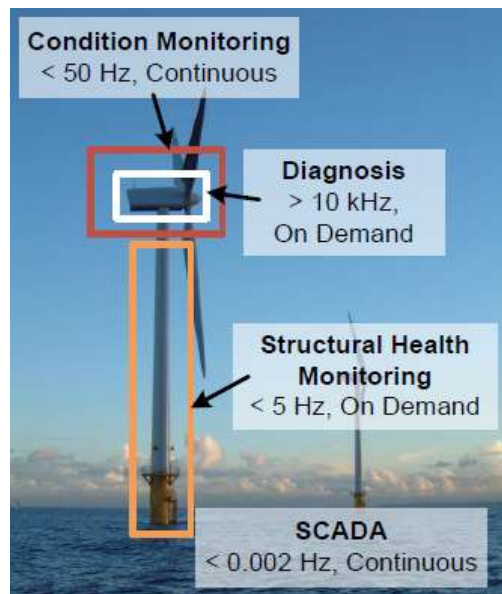 Condition Monitoring
< 50 Hz, Continuous
Diagnosis
> 10 kHz,
On Demand
Structural Health
Monitoring
< 5 Hz, On Demand
SCADA
< 0.002 Hz, Continuous